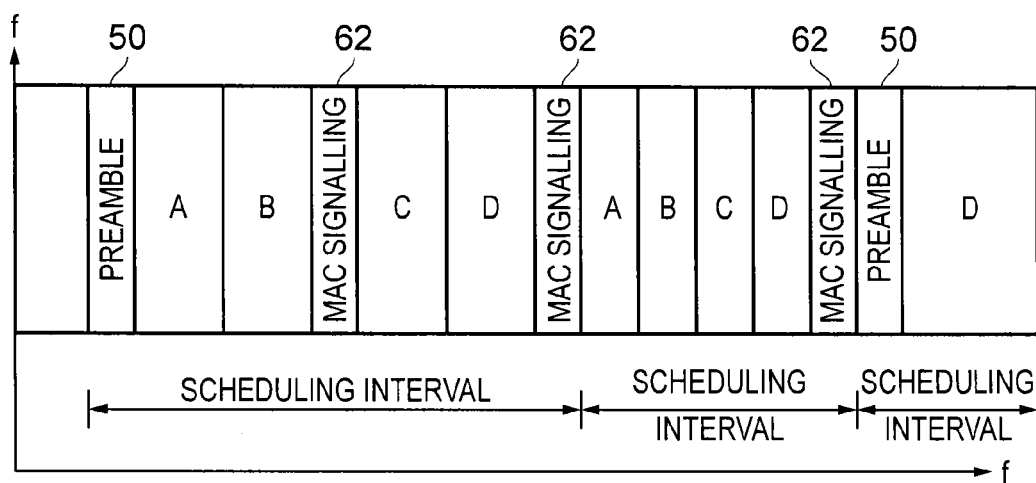 f
50
62
62
62
50
PREAMBLE
A
B
MAC SIGNALLING
C
D
MAC SIGNALLING
A
B
C
D
MAC SIGNALLING
PREAMBLE
D
SCHEDULING INTERVAL
SCHEDULING
INTERVAL
SCHEDULING
INTERVAL
f